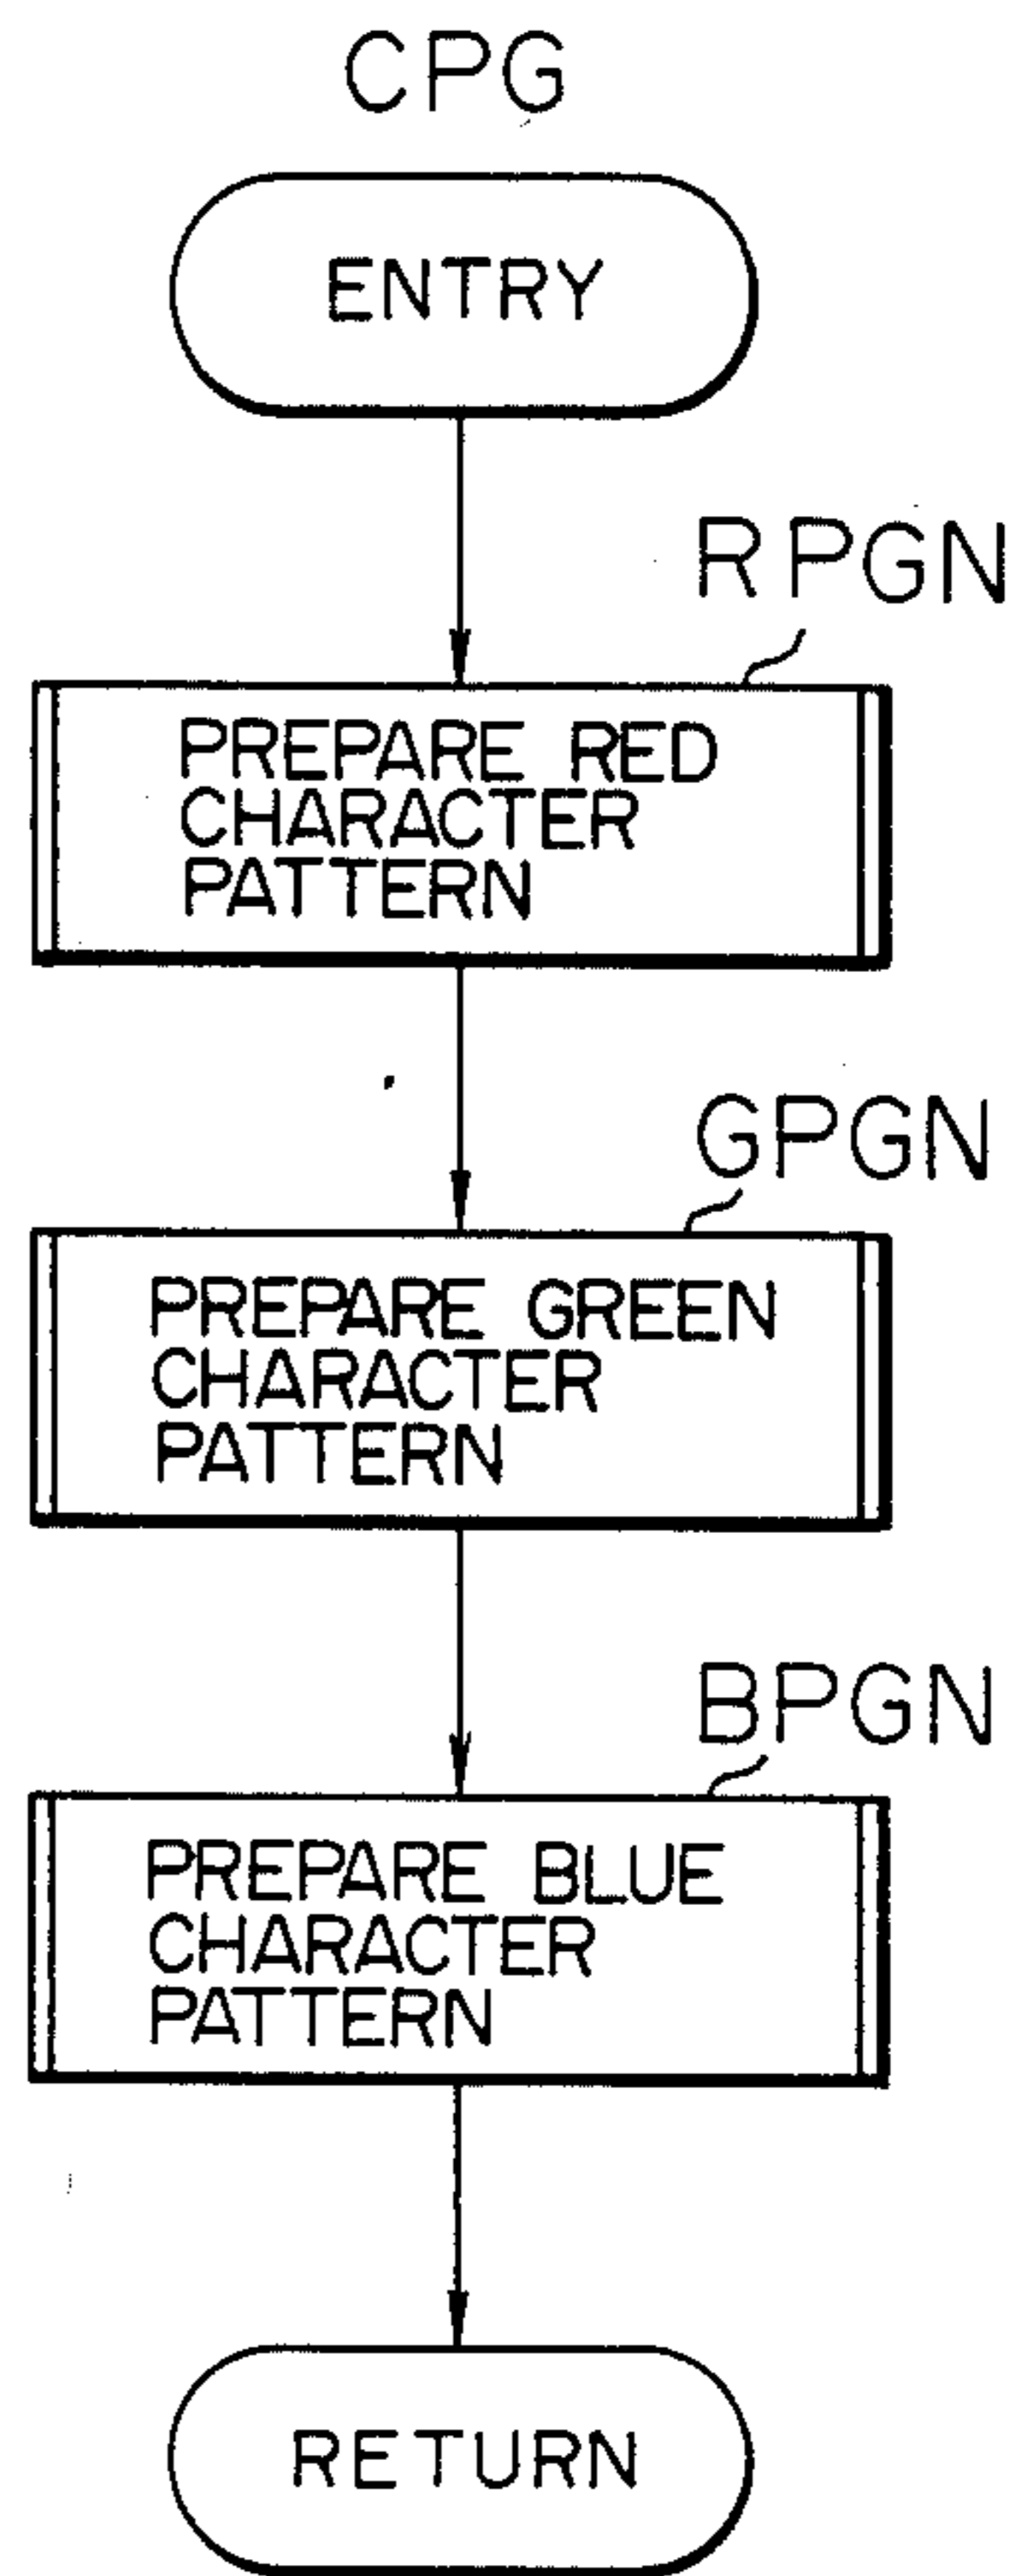 CPG
ENTRY
RPGN
PREPARE RED
CHARACTER
PATTERN
GPGN
PREPARE GREEN
CHARACTER
PATTERN
BPGN
PREPARE BLUE
CHARACTER
PATTERN
RETURN